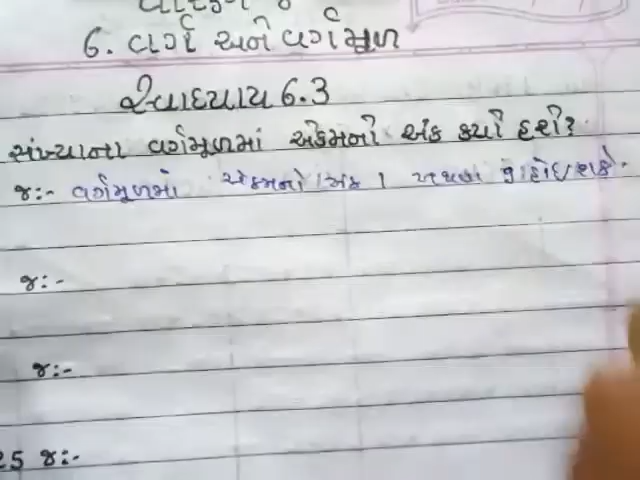 6. વર્ગ અને વર્ગમૂળ
સ્વાધ્યાય 6.3
સંખ્યાના વર્ગમૂળમાં એકમનો અંક કયો હશે?
જ:- વર્ગમૂળમાં એકમનો અંક 1 અથવા 9 હોઇ શકે.
જ:-
જ:-
25 જ:-